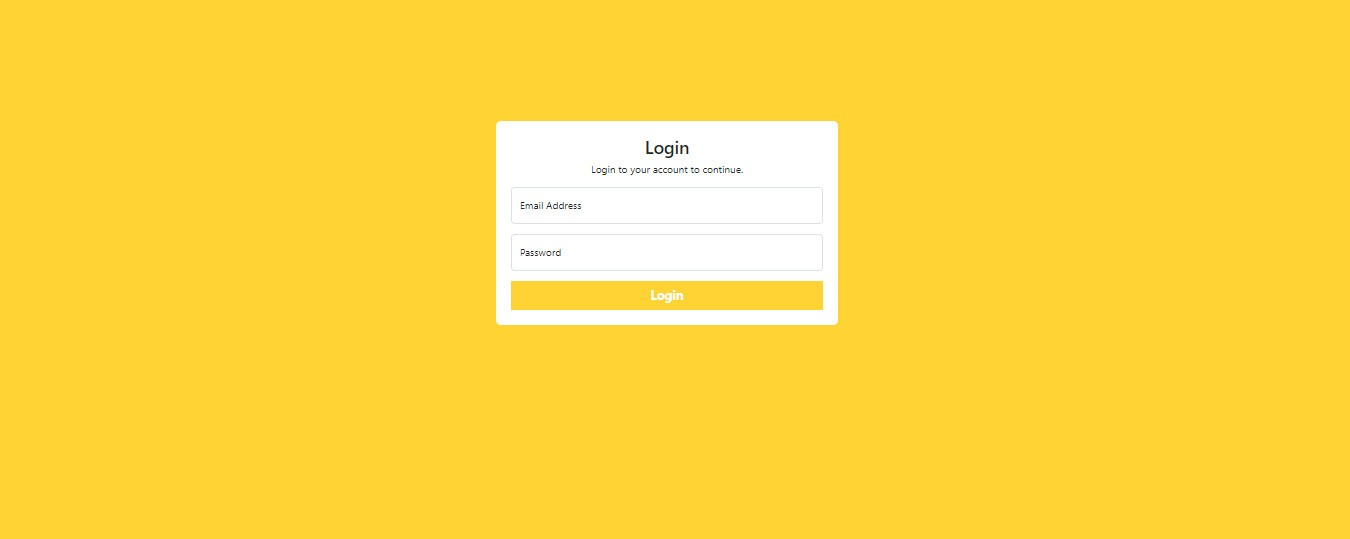 Login
Login to your account to continue.
Email Address
Password
Login